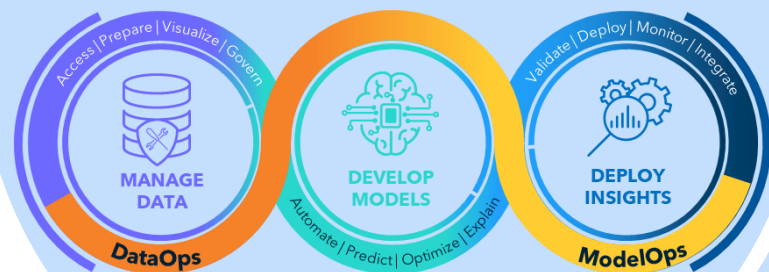 Access | Prepare | Visualize | Govern
MANAGE
DATA
DataOps
DEVELOP
MODELS
Automate | Predict | Optimize | Explain
Validate | Deploy | Monitor | Integrate
DEPLOY
INSIGHTS
ModelOps